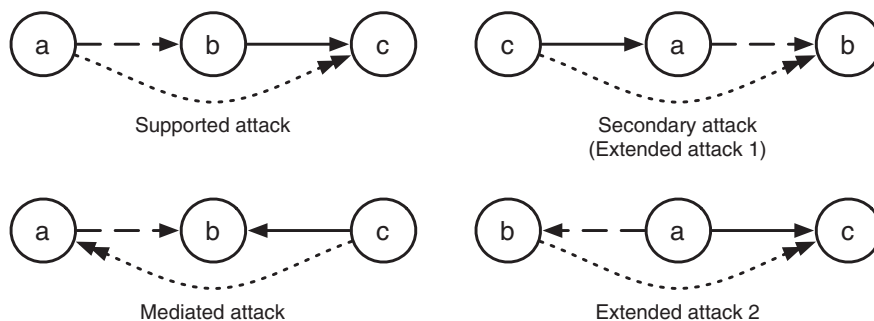 a b c
Supported attack
c a b
Secondary attack
(Extended attack 1)
a b c
Mediated attack
b a c
Extended attack 2